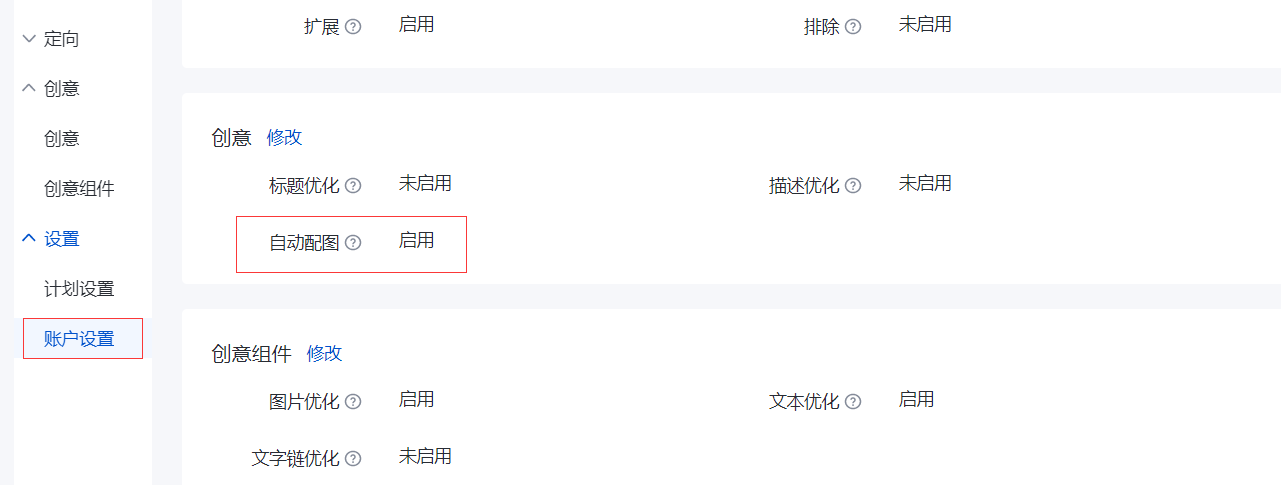 定向
创意
创意
创意组件
设置
计划设置
账户设置
扩展 ? 启用 排除 ? 未启用
创意 修改
标题优化 ? 未启用 描述优化 ? 未启用
自动配图 ? 启用
创意组件 修改
图片优化 ? 启用 文本优化 ? 启用
文字链优化 ? 未启用